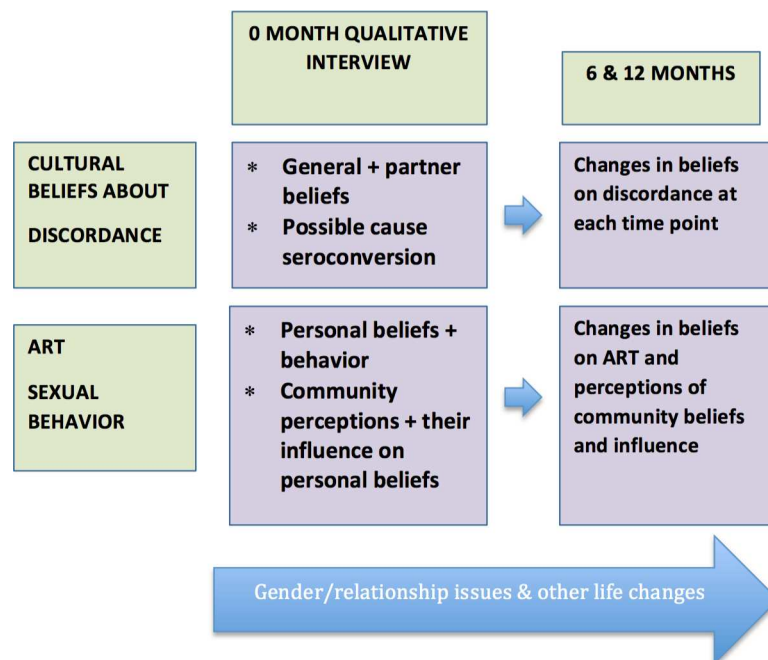 0 MONTH QUALITATIVE
INTERVIEW
6 & 12 MONTHS
CULTURAL
BELIEFS ABOUT
DISCORDANCE
* General + partner
beliefs
* Possible cause
seroconversion
Changes in beliefs
on discordance at
each time point
ART
SEXUAL
BEHAVIOR
* Personal beliefs +
behavior
* Community
perceptions + their
influence on
personal beliefs
Changes in beliefs
on ART and
perceptions of
community beliefs
and influence
Gender/relationship issues & other life changes